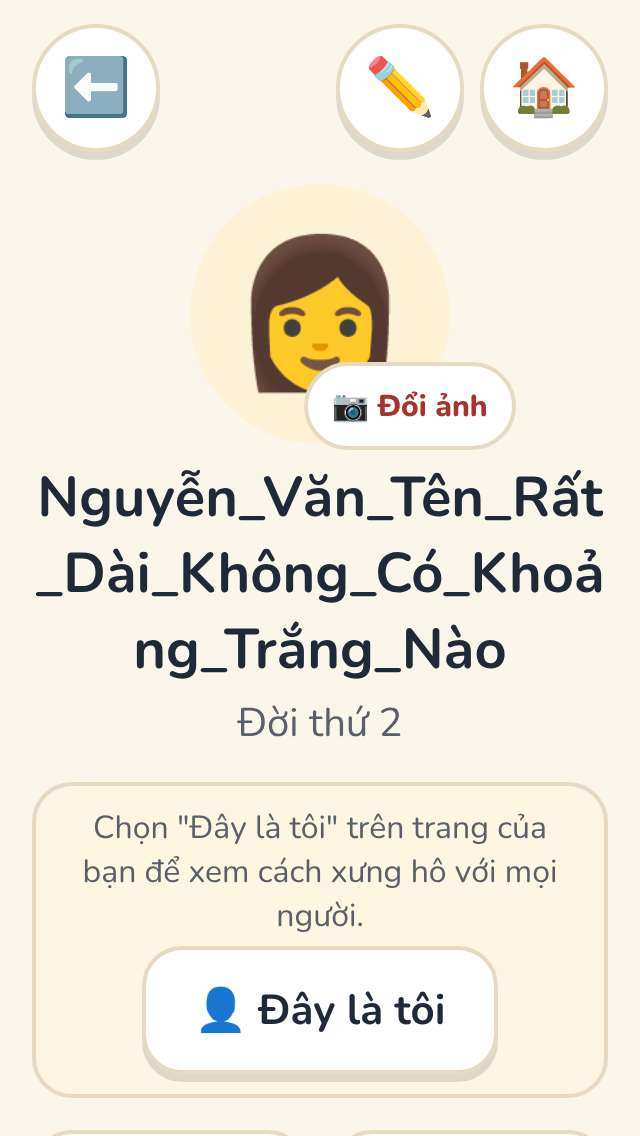 Đổi ảnh
Nguyễn_Văn_Tên_Rất
_Dài_Không_Có_Khoả
ng_Trắng_Nào
Đời thứ 2
Chọn "Đây là tôi" trên trang của
bạn để xem cách xưng hô với mọi
người.
Đây là tôi